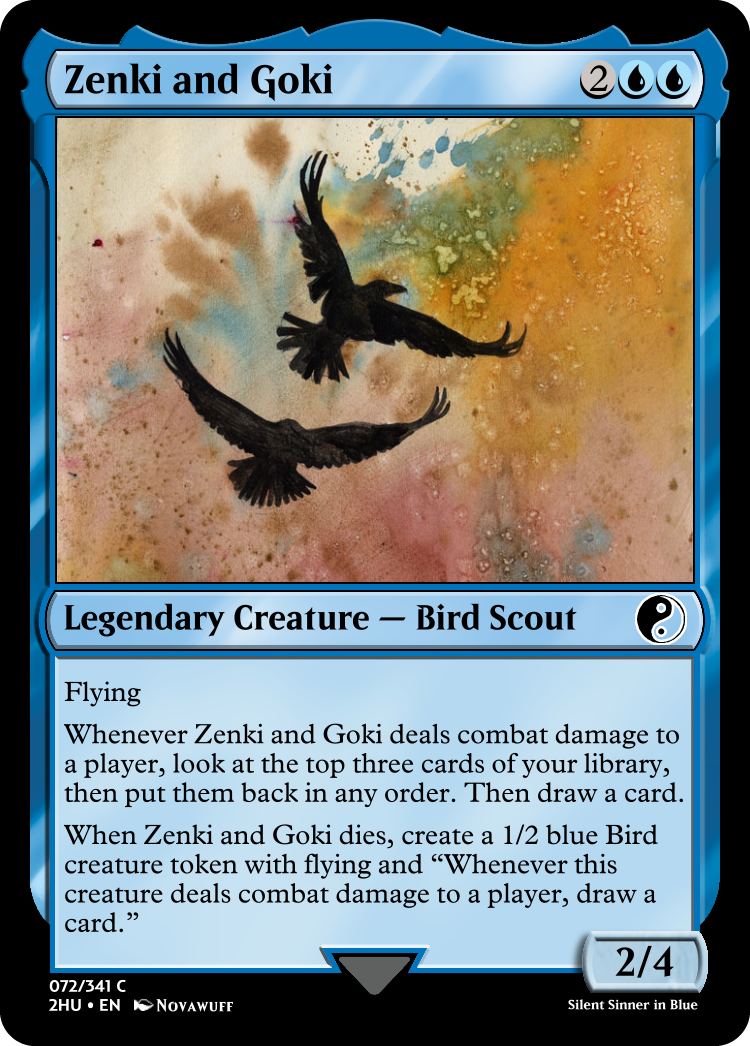 Zenki and Goki
2
Legendary Creature — Bird Scout
Flying
Whenever Zenki and Goki deals combat damage to
a player, look at the top three cards of your library,
then put them back in any order. Then draw a card.
When Zenki and Goki dies, create a 1/2 blue Bird
creature token with flying and “Whenever this
creature deals combat damage to a player, draw a
card.”
2/4
072/341 C
2HU • EN Novawuff
Silent Sinner in Blue